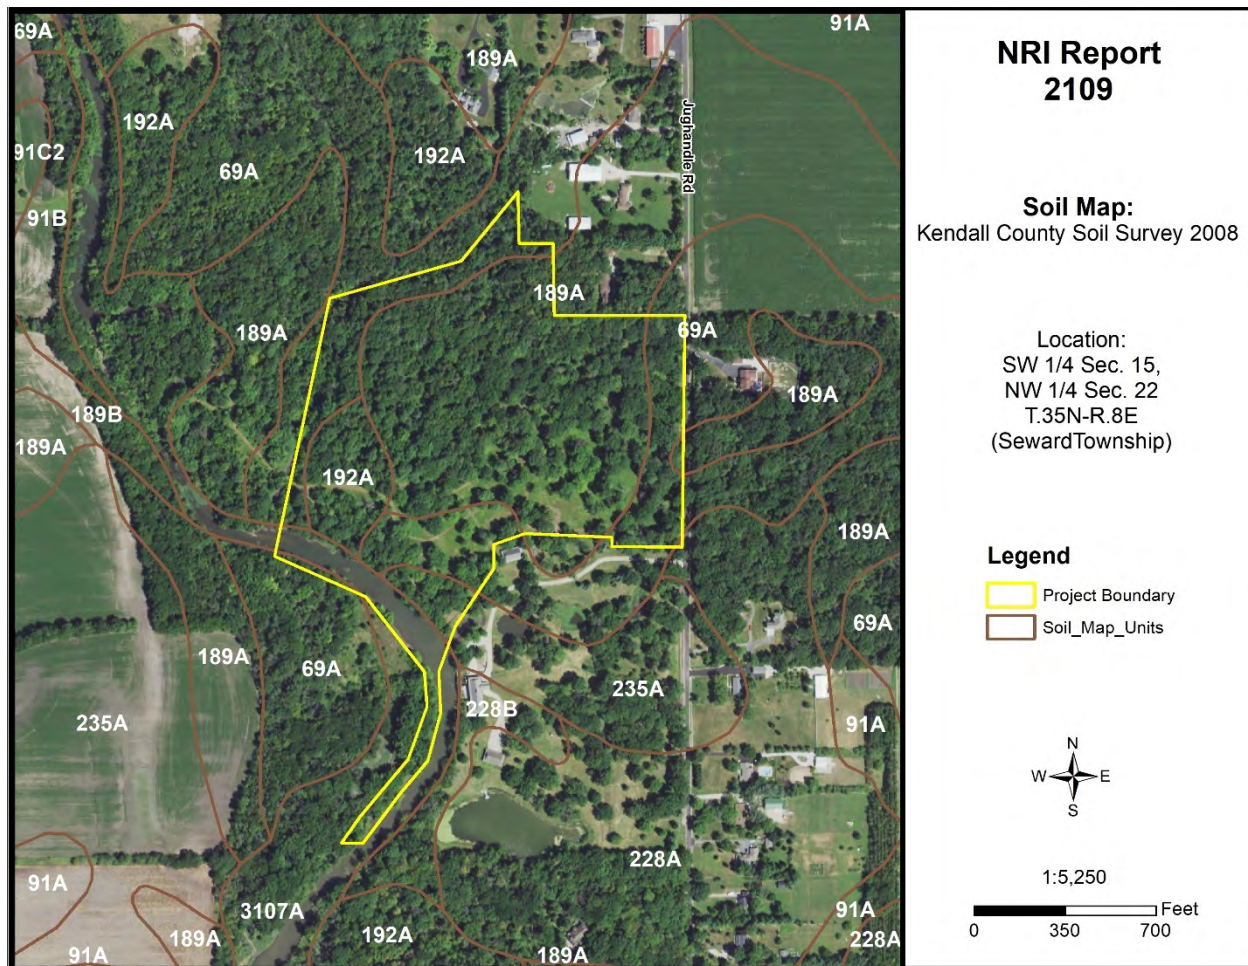 69A
189A
91A
192A
Jughandle Rd
91C2
69A
192A
91B
189A
69A
189A
189A
189B
189A
192A
189A
69A
189A
69A
235A
235A
228B
91A
228A
91A
3107A
91A
192A
228A
189A
91A
189A
NRI Report
2109
Soil Map:
Kendall County Soil Survey 2008
Location:
SW 1/4 Sec. 15,
NW 1/4 Sec. 22
T.35N-R.8E
(SewardTownship)
Legend
Project Boundary
Soil_Map_Units
N
W E
S
1:5,250
Feet
0 350 700